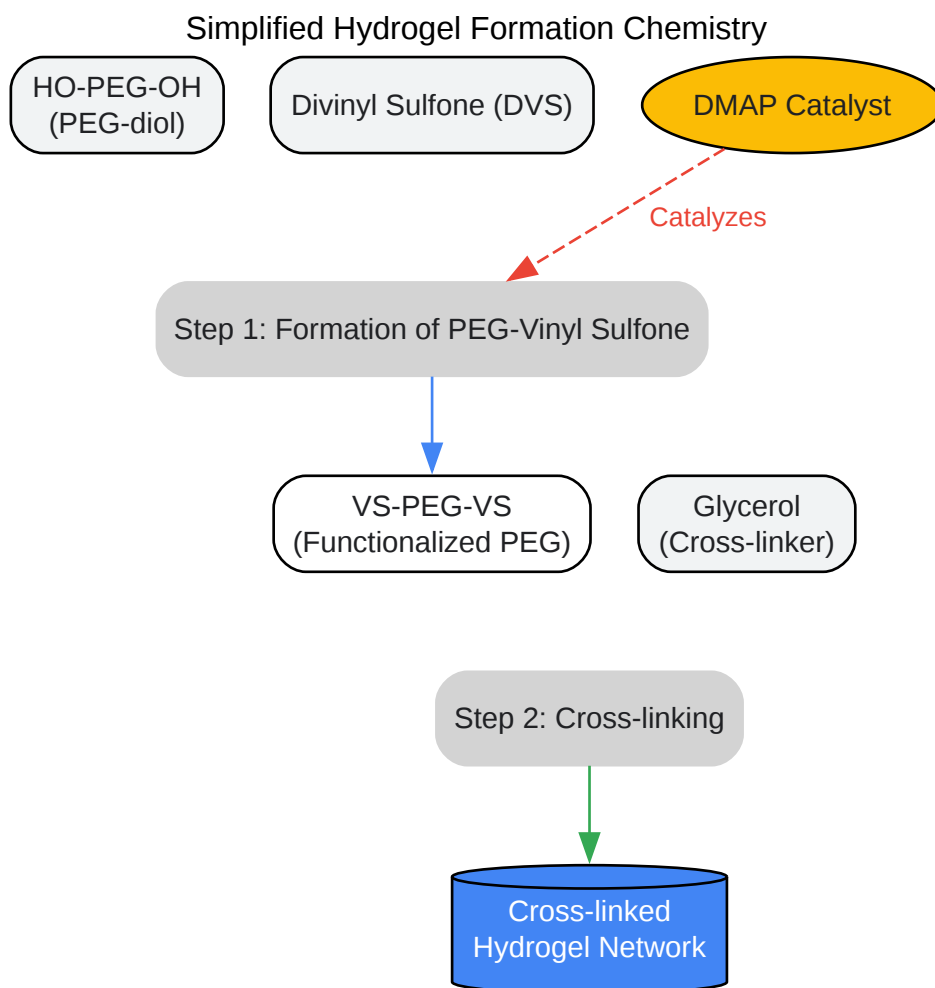 Simplified Hydrogel Formation Chemistry
HO-PEG-OH
(PEG-diol)
Divinyl Sulfone (DVS)
DMAP Catalyst
Catalyzes
Step 1: Formation of PEG-Vinyl Sulfone
VS-PEG-VS
(Functionalized PEG)
Glycerol
(Cross-linker)
Step 2: Cross-linking
Cross-linked
Hydrogel Network